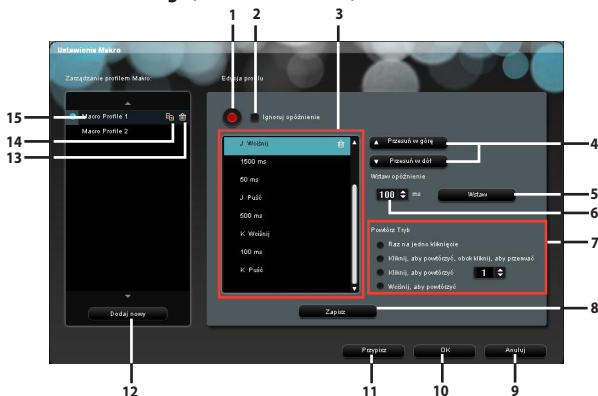 1
2
3
Ustawienie Makro
Zarządzanie profilem Makro:
Edycja profilu
15
Macro Profile 1
14
Macro Profile 2
13
Ignoruj opóźnienie
J Wciśnij
1500 ms
50 ms
J Puść
500 ms
K Wciśnij
100 ms
K Puść
Przesuń w górę
4
Przesuń w dół
Wstaw opóźnienie
100
ms
Wstaw
5
6
Powtórz Tryb
7
Raz na jedno kliknięcie
Kliknij, aby powtórzyć, obok kliknij, aby przerwać
Kliknij, aby powtórzyć
1
Wciśnij, aby powtórzyć
Dodaj nowy
Zapisz
8
Przypisz
OK
Anuluj
12
11
10
9